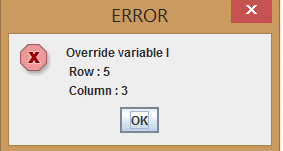 ERROR
Override variable I
Row : 5
Column : 3
OK